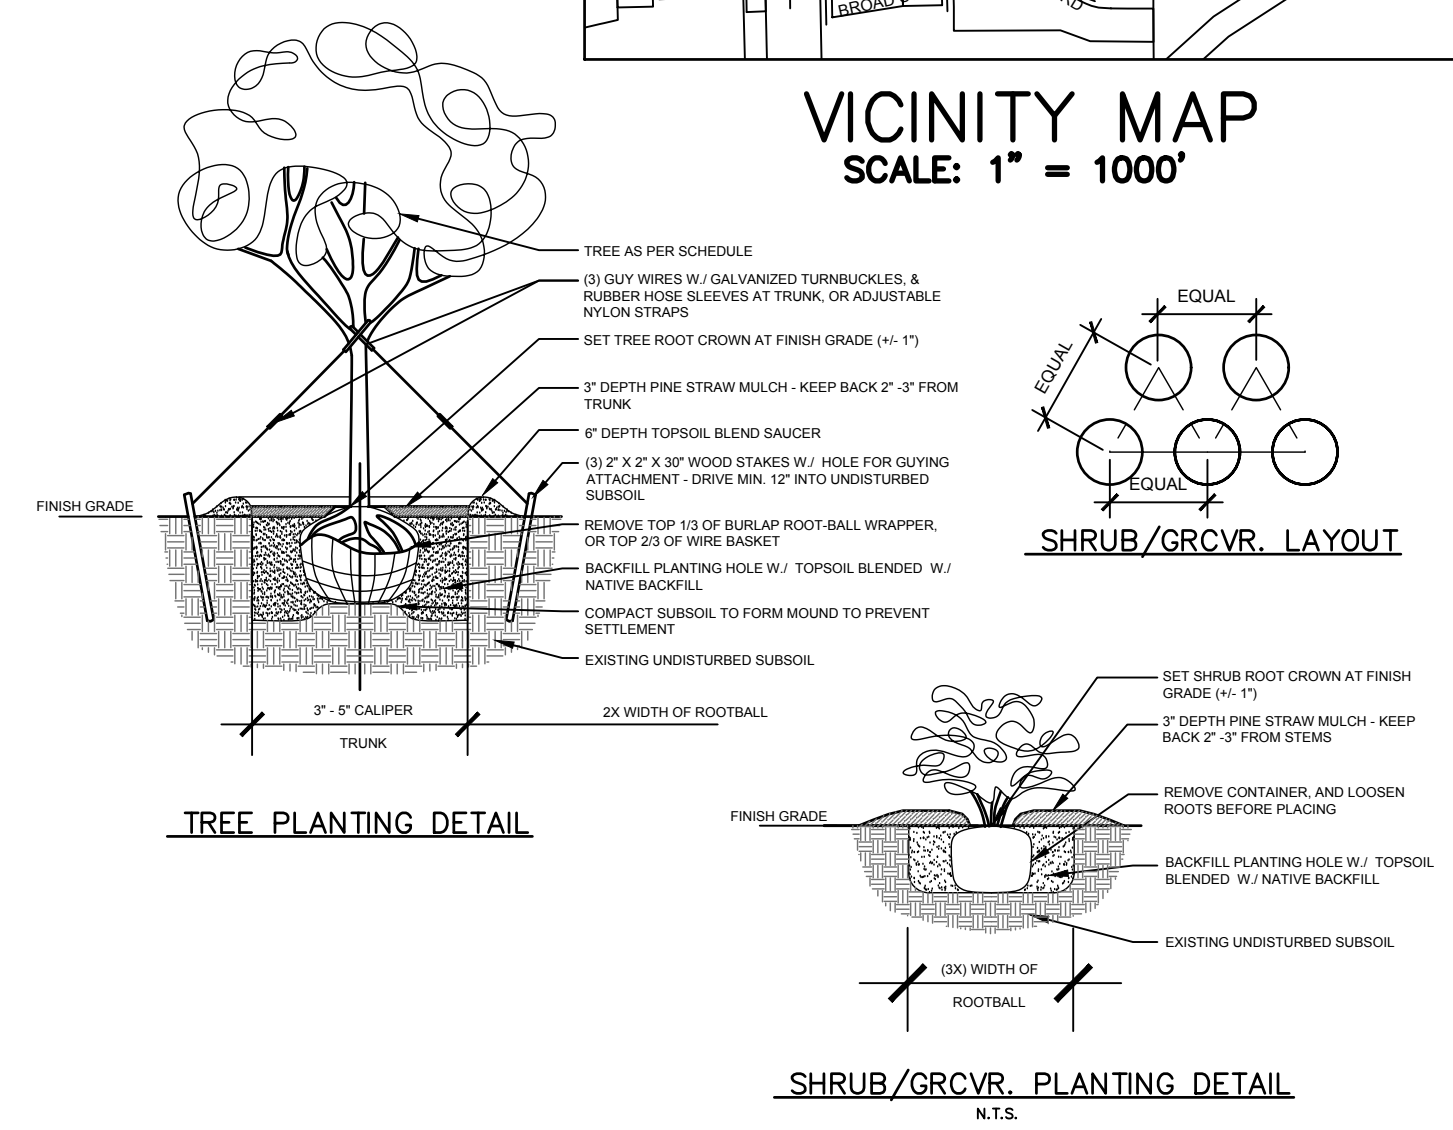 VICINITY MAP
SCALE: 1" = 1000'
TREE AS PER SCHEDULE
(3) GUY WIRES W./ GALVANIZED TURNBUCKLES, &
RUBBER HOSE SLEEVES AT TRUNK, OR ADJUSTABLE
NYLON STRAPS
SET TREE ROOT CROWN AT FINISH GRADE (+/- 1")
3" DEPTH PINE STRAW MULCH - KEEP BACK 2" -3" FROM
TRUNK
6" DEPTH TOPSOIL BLEND SAUCER
(3) 2" X 2" X 30" WOOD STAKES W./ HOLE FOR GUYING
ATTACHMENT - DRIVE MIN. 12" INTO UNDISTURBED
SUBSOIL
FINISH GRADE
REMOVE TOP 1/3 OF BURLAP ROOT-BALL WRAPPER,
OR TOP 2/3 OF WIRE BASKET
BACKFILL PLANTING HOLE W./ TOPSOIL BLENDED W./
NATIVE BACKFILL
COMPACT SUBSOIL TO FORM MOUND TO PREVENT
SETTLEMENT
EXISTING UNDISTURBED SUBSOIL
3" - 5" CALIPER
TRUNK
2X WIDTH OF ROOTBALL
TREE PLANTING DETAIL
EQUAL
EQUAL
EQUAL
SHRUB/GRCVR. LAYOUT
SET SHRUB ROOT CROWN AT FINISH
GRADE (+/- 1")
3" DEPTH PINE STRAW MULCH - KEEP
BACK 2" -3" FROM STEMS
REMOVE CONTAINER, AND LOOSEN
ROOTS BEFORE PLACING
FINISH GRADE
BACKFILL PLANTING HOLE W./ TOPSOIL
BLENDED W./ NATIVE BACKFILL
EXISTING UNDISTURBED SUBSOIL
(3X) WIDTH OF
ROOTBALL
SHRUB/GRCVR. PLANTING DETAIL
N.T.S.
BROAD